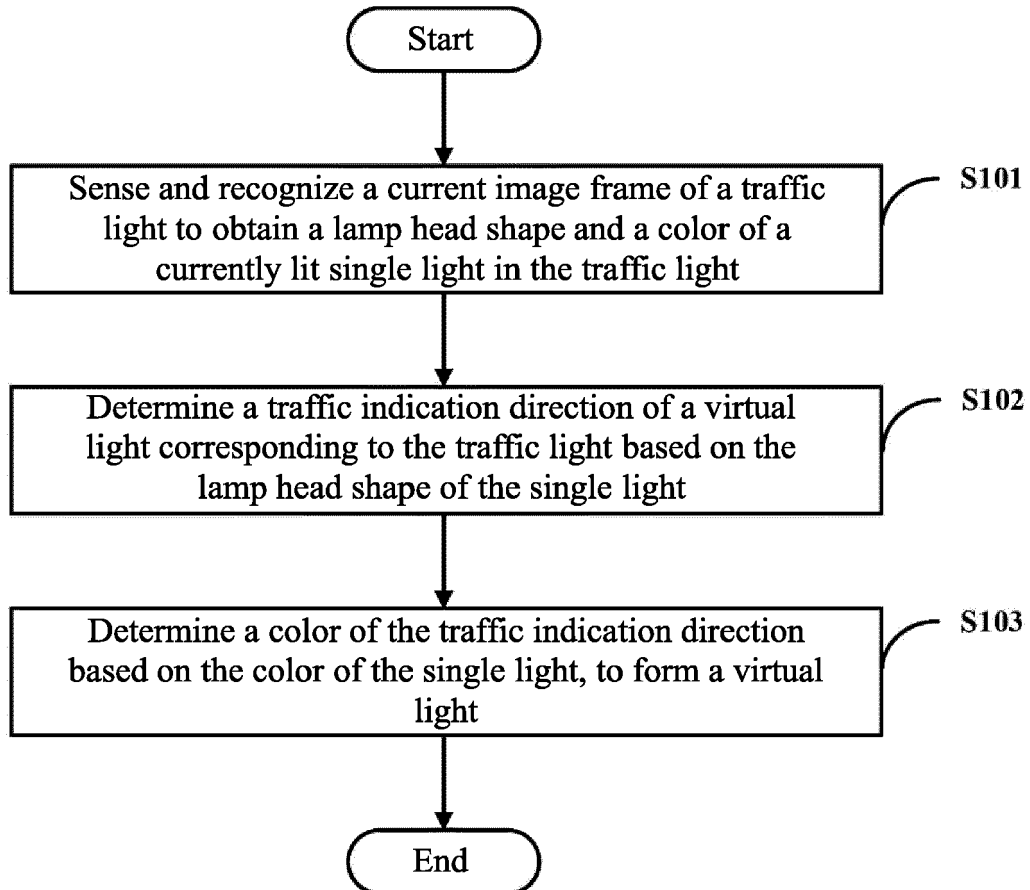 Start
Sense and recognize a current image frame of a traffic
light to obtain a lamp head shape and a color of a
currently lit single light in the traffic light
S101
Determine a traffic indication direction of a virtual
light corresponding to the traffic light based on the
lamp head shape of the single light
S102
Determine a color of the traffic indication direction
based on the color of the single light, to form a virtual
light
S103
End